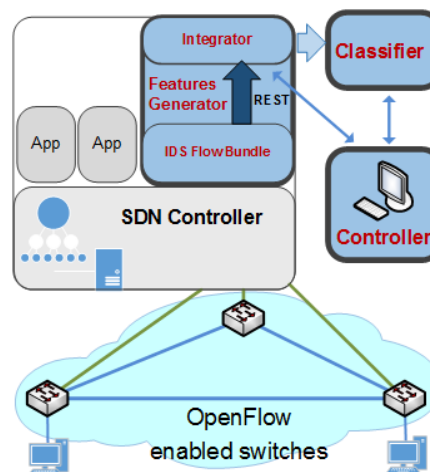 Integrator
Classifier
Features
Generator
REST
App
App
IDS FlowBundle
SDN Controller
Controller
OpenFlow
enabled switches